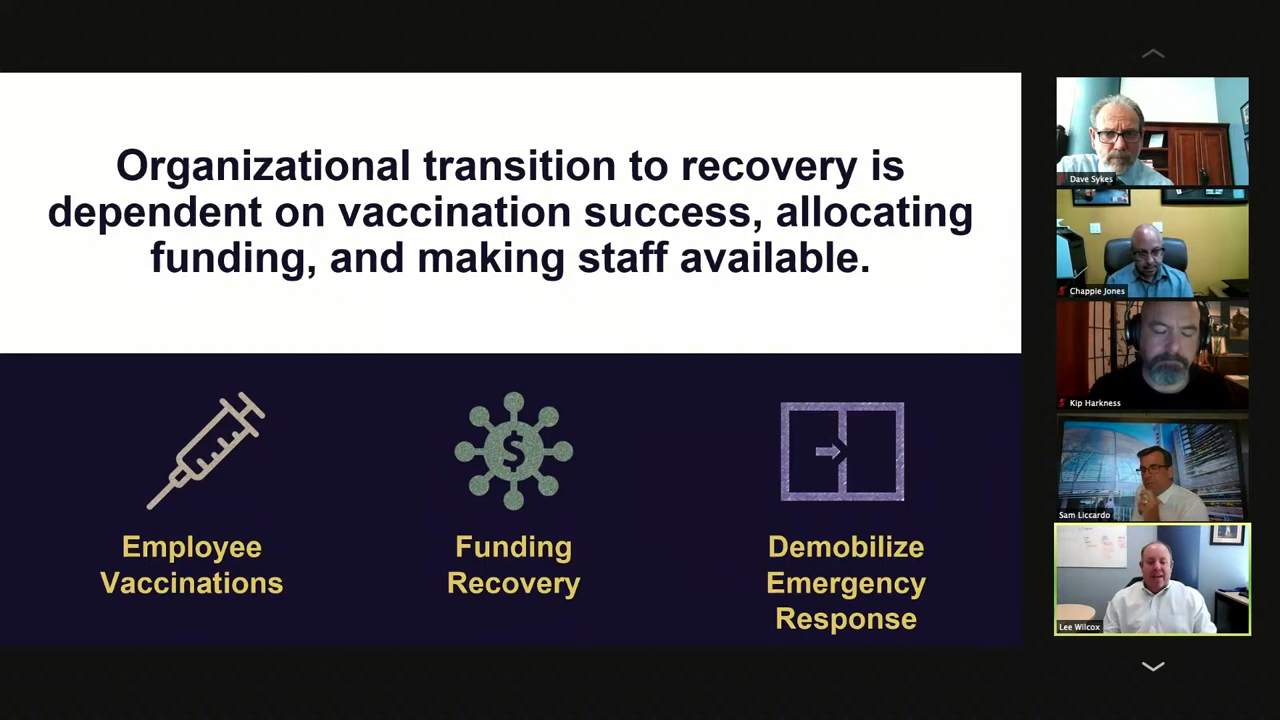 Organizational transition to recovery is
dependent on vaccination success, allocating
funding, and making staff available.
$
Employee
Vaccinations
Funding
Recovery
Demobilize
Emergency
Response
Dave Sykes
Chappie Jones
Kip Harkness
Sam Liccardo
Lee Wilcox